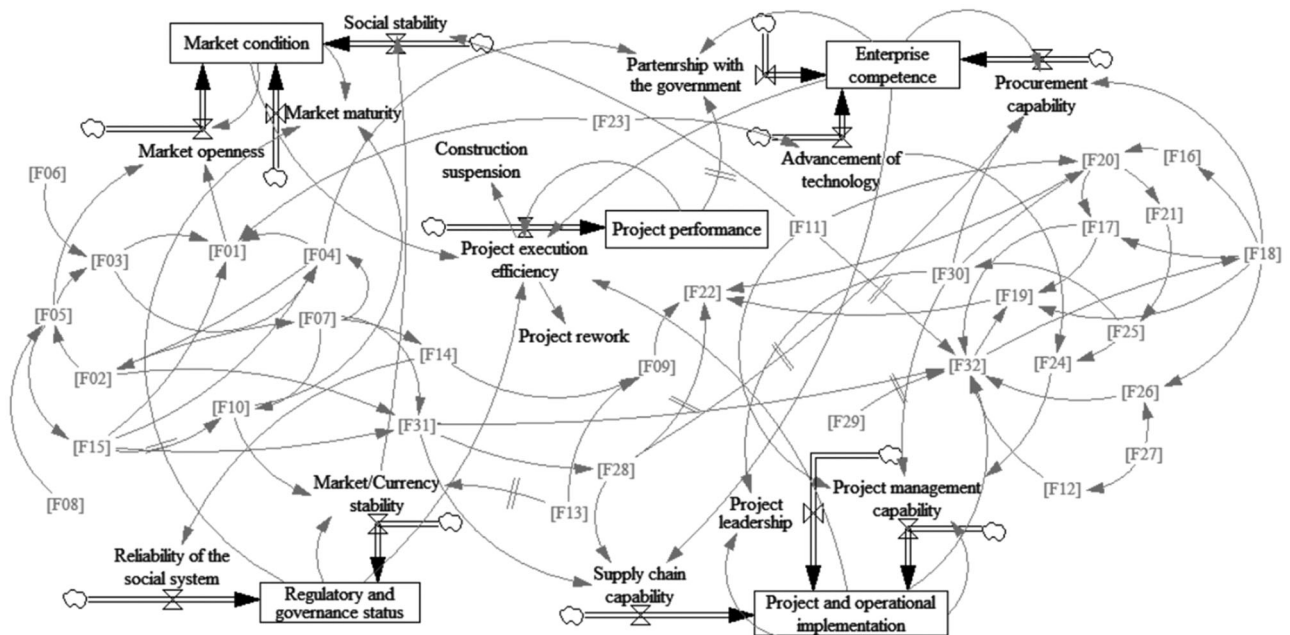 Social stability
Market condition
Partenrship with
the government
Enterprise
competence
Procurement
capability
Market maturity
[F23]
Market openness
Construction
suspension
Advancement of
technology
[F20]
[F16]
[F06]
[F21]
[F11]
[F17]
Project performance
[F03]
[F01]
[F04]
Project execution
efficiency
[F18]
[F30]
[F22]
[F19]
[F05]
[F07]
Project rework
[F25]
[F14]
[F09]
[F32]
[F24]
[F02]
[F26]
[F10]
[F31]
[F29]
[F15]
[F27]
[F28]
[F08]
Market/Currency
stability
[F13]
Project
leadership
Project management
capability
[F12]
Reliability of the
social system
Supply chain
capability
Regulatory and
governance status
Project and operational
implementation